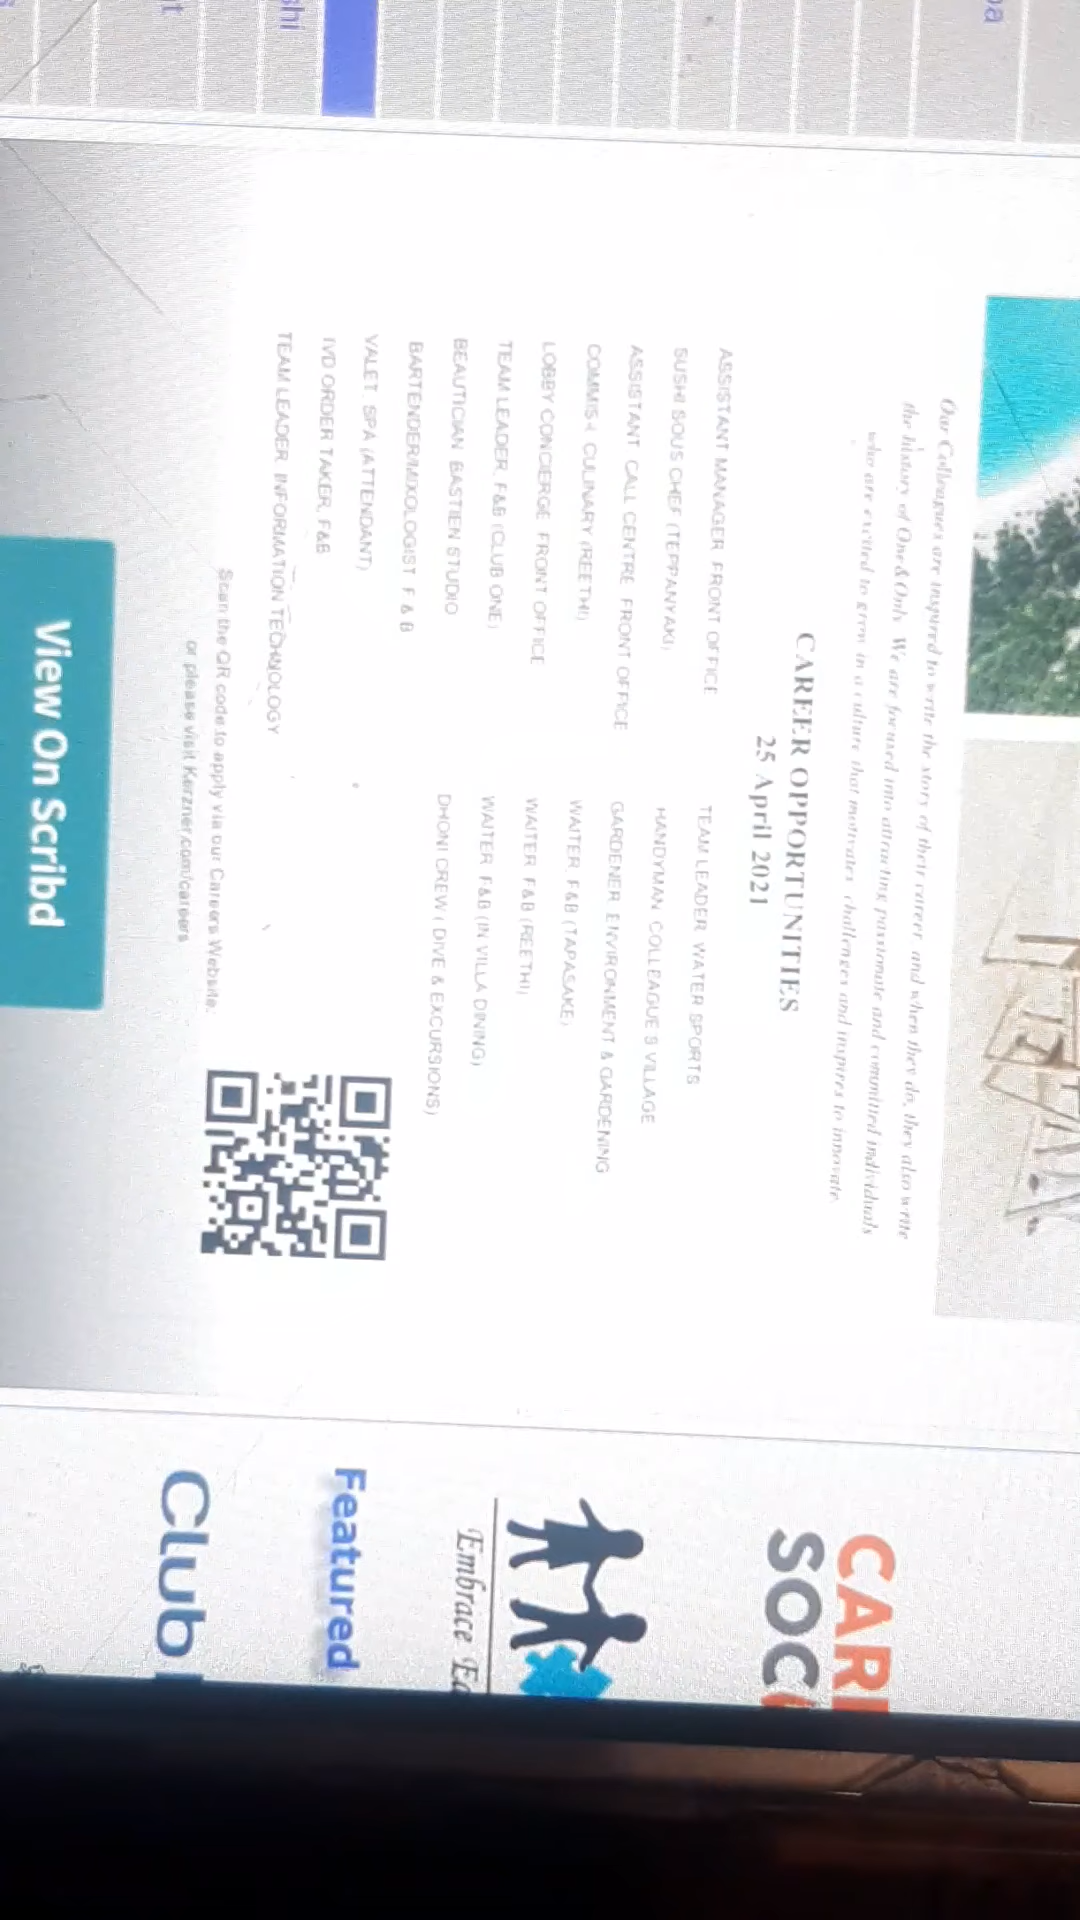 Our Colleagues are inspired to write the story of their career and when they do, they also write
the history of One&Only. We are focused into attracting passionate and committed individuals
who are excited to grow in a culture that motivates, challenges and inspires to innovate
CAREER OPPORTUNITIES
25 April 2021
ASSISTANT MANAGER FRONT OFFICE
SUSHI SOUS CHEF (TEPPANYAKI)
ASSISTANT CALL CENTRE FRONT OFFICE
COMMIS 4 CULINARY (REETHI)
LOBBY CONCIERGE FRONT OFFICE
TEAM LEADER, F&B (CLUB ONE)
BEAUTICIAN BASTIEN STUDIO
BARTENDER/MIXOLOGIST F & B
VALET, SPA (ATTENDANT)
IVD ORDER TAKER, F&B
TEAM LEADER, INFORMATION TECHNOLOGY
TEAM LEADER WATER SPORTS
HANDYMAN COLLEAGUE S VILLAGE
GARDENER ENVIRONMENT & GARDENING
WAITER, F&B (TAPASAKE)
WAITER F&B (REETHI)
WAITER F&B (IN VILLA DINING)
DHONI CREW ( DIVE & EXCURSIONS)
Scan the QR code to apply via our Careers Website.
or please visit Kerzner.com/careers
View On Scribd
SOC
Embrace
Featured
Club